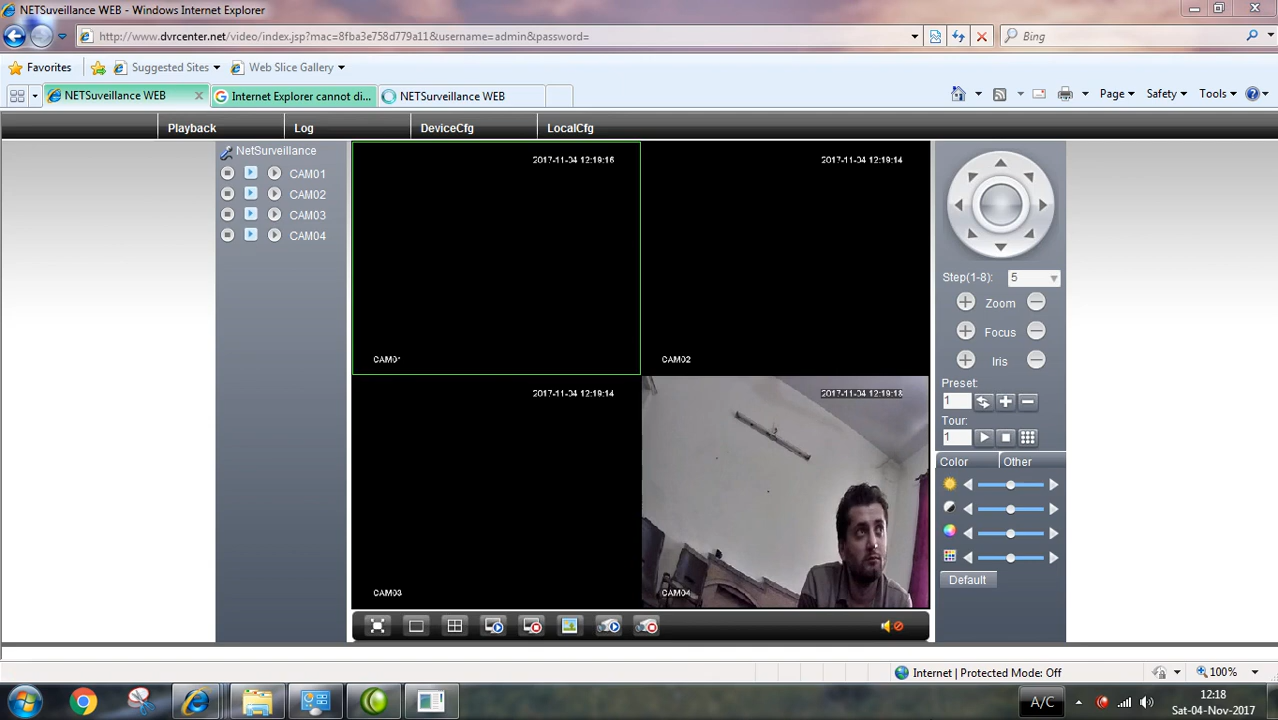 NETSuveillance WEB - Windows Internet Explorer
http://www.dvrcenter.net/video/index.jsp?mac=8fba3e758d779a11&username=admin&password=
Bing
Favorites
Suggested Sites
Web Slice Gallery
NETSuveillance WEB
Internet Explorer cannot di...
NETSurveillance WEB
Page
Safety
Tools
Playback
Log
DeviceCfg
LocalCfg
NetSurveillance
CAM01
CAM02
CAM03
CAM04
2017-11-04 12:19:16
CAM01
2017-11-04 12:19:14
CAM02
2017-11-04 12:19:14
CAM03
2017-11-04 12:19:18
CAM04
Step(1-8): 5
Zoom
Focus
Iris
Preset:
1
Tour:
1
Color
Other
Default
Internet | Protected Mode: Off
100%
A/C
12:18
Sat-04-Nov-2017